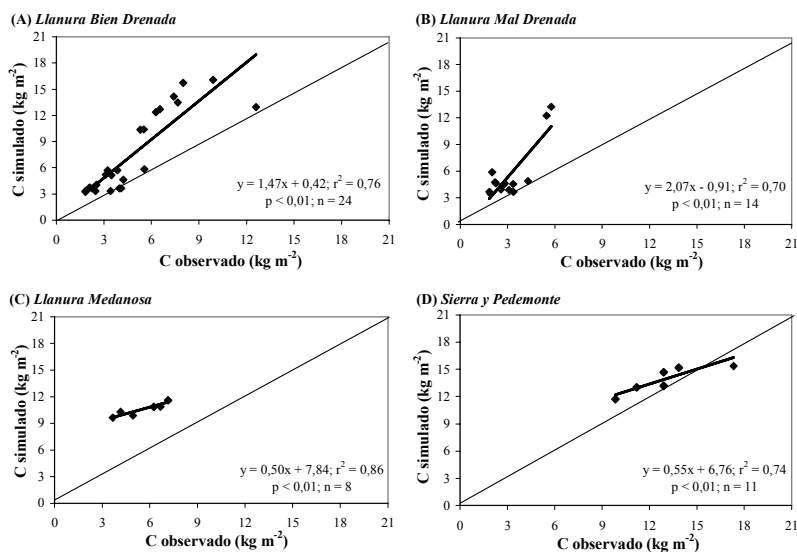 (A) Llanura Bien Drenada
C simulado (kg m-2)
21
18
15
12
9
6
3
0
y = 1,47x + 0,42; r2 = 0,76
p < 0,01; n = 24
0 3 6 9 12 15 18 21
C observado (kg m-2)
(B) Llanura Mal Drenada
C simulado (kg m-2)
21
18
15
12
9
6
3
0
y = 2,07x - 0,91; r2 = 0,70
p < 0,01; n = 14
0 3 6 9 12 15 18 21
C observado (kg m-2)
(C) Llanura Medanosa
C simulado (kg m-2)
21
18
15
12
9
6
3
0
y = 0,50x + 7,84; r2 = 0,86
p < 0,01; n = 8
0 3 6 9 12 15 18 21
C observado (kg m-2)
(D) Sierra y Pedemonte
C simulado (kg m-2)
21
18
15
12
9
6
3
0
y = 0,55x + 6,76; r2 = 0,74
p < 0,01; n = 11
0 3 6 9 12 15 18 21
C observado (kg m-2)